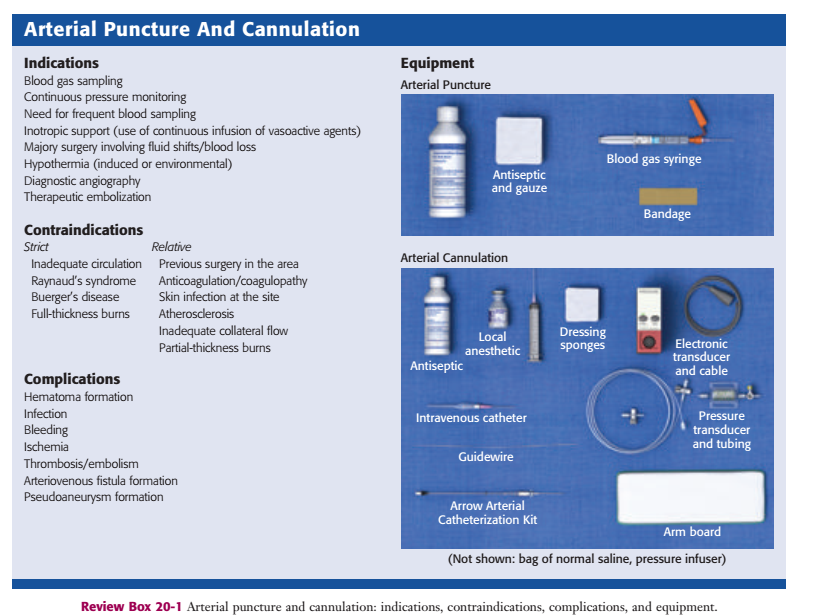 Arterial Puncture And Cannulation
Indications
Blood gas sampling
Continuous pressure monitoring
Need for frequent blood sampling
Inotropic support (use of continuous infusion of vasoactive agents)
Majory surgery involving fluid shifts/blood loss
Hypothermia (induced or environmental)
Diagnostic angiography
Therapeutic embolization
Contraindications
Strict Relative
Inadequate circulation Previous surgery in the area
Raynaud's syndrome Anticoagulation/coagulopathy
Buerger's disease Skin infection at the site
Full-thickness burns Atherosclerosis
Inadequate collateral flow
Partial-thickness burns
Complications
Hematoma formation
Infection
Bleeding
Ischemia
Thrombosis/embolism
Arteriovenous fistula formation
Pseudoaneurysm formation
Equipment
Arterial Puncture
Antiseptic
and gauze
Blood gas syringe
Bandage
Arterial Cannulation
Antiseptic
Local
anesthetic
Dressing
sponges
Electronic
transducer
and cable
Intravenous catheter
Pressure
transducer
and tubing
Guidewire
Arrow Arterial
Catheterization Kit
Arm board
(Not shown: bag of normal saline, pressure infuser)
Review Box 20-1 Arterial puncture and cannulation: indications, contraindications, complications, and equipment.